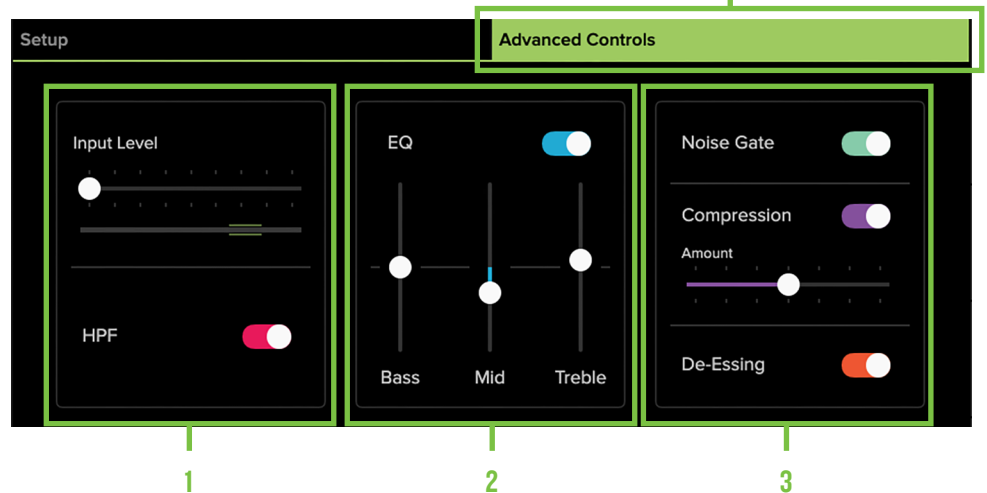 Setup
Advanced Controls
Input Level
HPF
EQ
Bass Mid Treble
Noise Gate
Compression
Amount
De-Essing
1 2 3